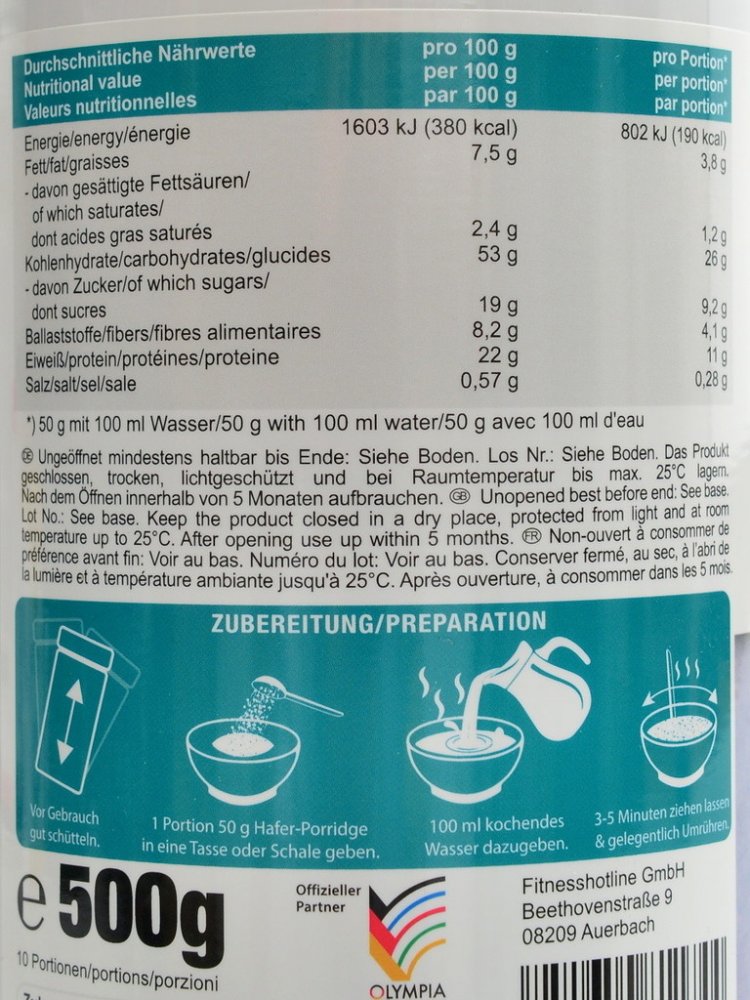 Durchschnittliche Nährwerte pro 100 g pro Portion*
Nutritional value per 100 g per portion*
Valeurs nutritionnelles par 100 g par portion*
Energie/energy/énergie 1603 kJ (380 kcal) 802 kJ (190 kcal)
Fett/fat/graisses 7,5 g 3,8 g
- davon gesättigte Fettsäuren/
of which saturates/
dont acides gras saturés 2,4 g 1,2 g
Kohlenhydrate/carbohydrates/glucides 53 g 26 g
- davon Zucker/of which sugars/
dont sucres 19 g 9,2 g
Ballaststoffe/fibers/fibres alimentaires 8,2 g 4,1 g
Eiweiß/protein/protéines/proteine 22 g 11 g
Salz/salt/sel/sale 0,57 g 0,28 g
*) 50 g mit 100 ml Wasser/50 g with 100 ml water/50 g avec 100 ml d'eau
DE Ungeöffnet mindestens haltbar bis Ende: Siehe Boden. Los Nr.: Siehe Boden. Das Produkt
geschlossen, trocken, lichtgeschützt und bei Raumtemperatur bis max. 25°C lagern.
Nach dem Öffnen innerhalb von 5 Monaten aufbrauchen. GB Unopened best before end: See base.
Lot No.: See base. Keep the product closed in a dry place, protected from light and at room
temperature up to 25°C. After opening use up within 5 months. FR Non-ouvert à consommer de
préférence avant fin: Voir au bas. Numéro du lot: Voir au bas. Conserver fermé, au sec, à l'abri de
la lumière et à température ambiante jusqu'à 25°C. Après ouverture, à consommer dans les 5 mois.
ZUBEREITUNG/PREPARATION
Vor Gebrauch
gut schütteln.
1 Portion 50 g Hafer-Porridge
in eine Tasse oder Schale geben.
100 ml kochendes
Wasser dazugeben.
3-5 Minuten ziehen lassen
& gelegentlich Umrühren.
e 500g
10 Portionen/portions/porzioni
Offizieller
Partner
OLYMPIA
Fitnesshotline GmbH
Beethovenstraße 9
08209 Auerbach